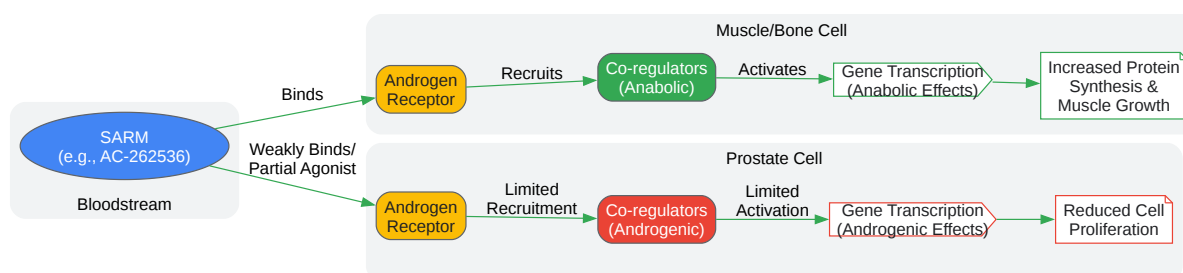 Muscle/Bone Cell
Androgen
Receptor
Recruits
Co-regulators
(Anabolic)
Activates
Gene Transcription
(Anabolic Effects)
Increased Protein
Synthesis &
Muscle Growth
Binds
SARM
(e.g., AC-262536)
Bloodstream
Weakly Binds/
Partial Agonist
Prostate Cell
Androgen
Receptor
Limited
Recruitment
Co-regulators
(Androgenic)
Limited
Activation
Gene Transcription
(Androgenic Effects)
Reduced Cell
Proliferation